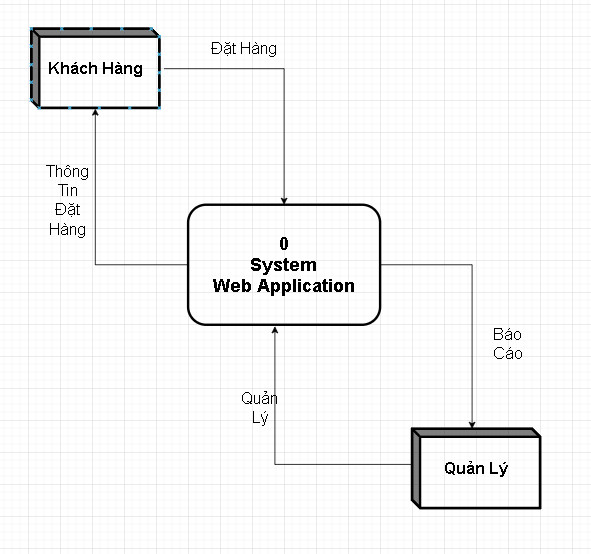 Đặt Hàng
Khách Hàng
Thông
Tin
Đặt
Hàng
0
System
Web Application
Báo
Cáo
Quản
Lý
Quản Lý